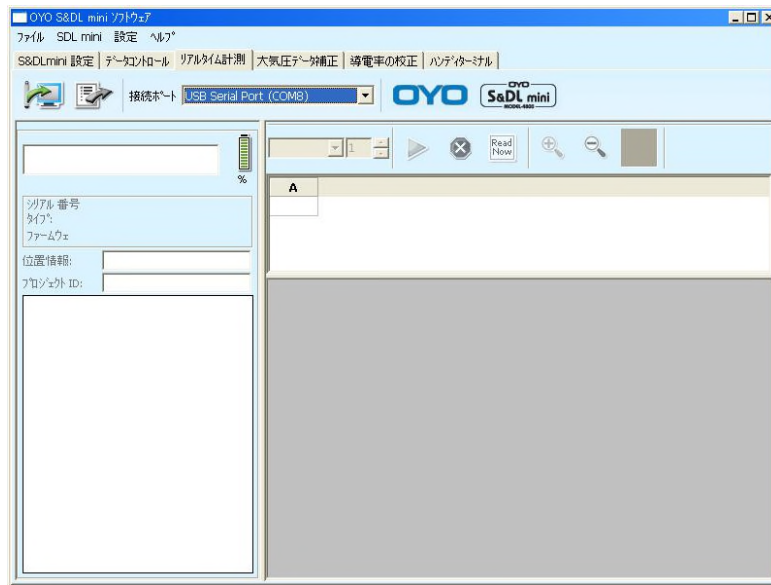 OYO S&DL mini ソフトウェア
ファイル SDL mini 設定 ヘルプ
S&DLmini 設定 データコントロール リアルタイム計測 大気圧データ補正 導電率の校正 ハンディターミナル
接続ポート USB Serial Port (COM8) OYO OYO S&DL mini MODEL-4800
1 Read Now
%
A
シリアル 番号
タイプ:
ファームウェ
位置情報:
プロジェクト ID: